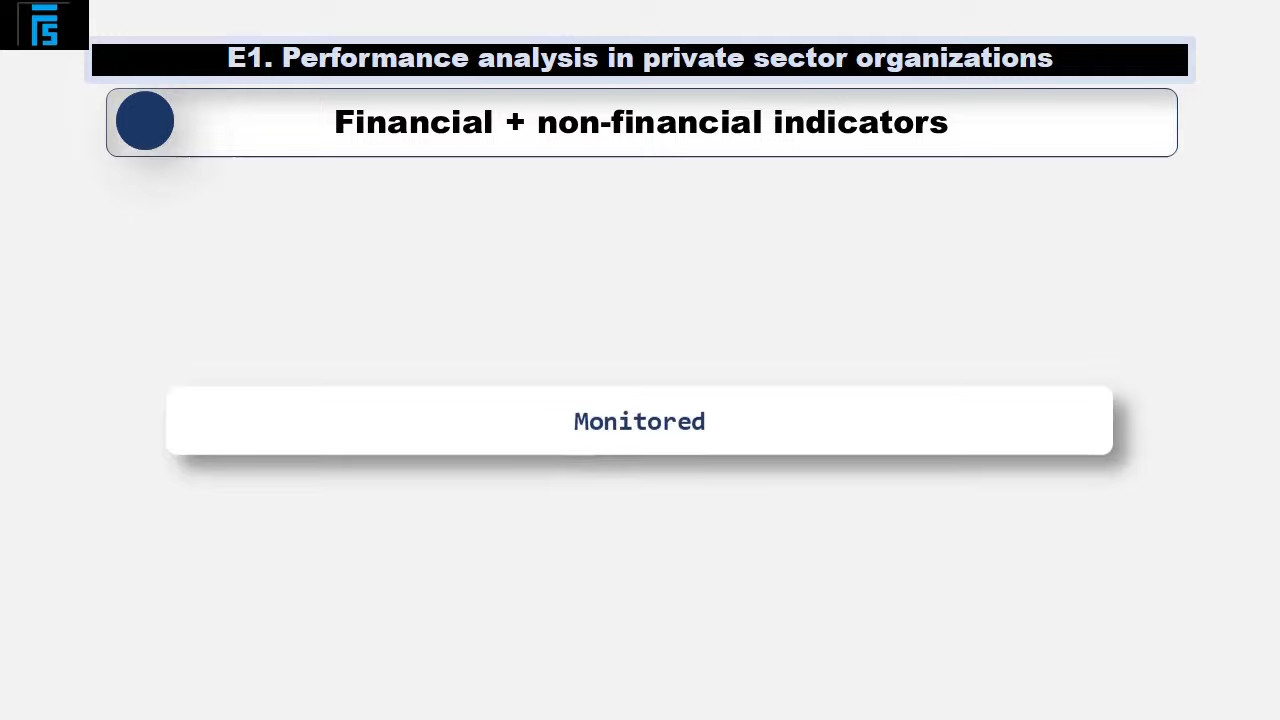 E1. Performance analysis in private sector organizations
Financial + non-financial indicators
Monitored